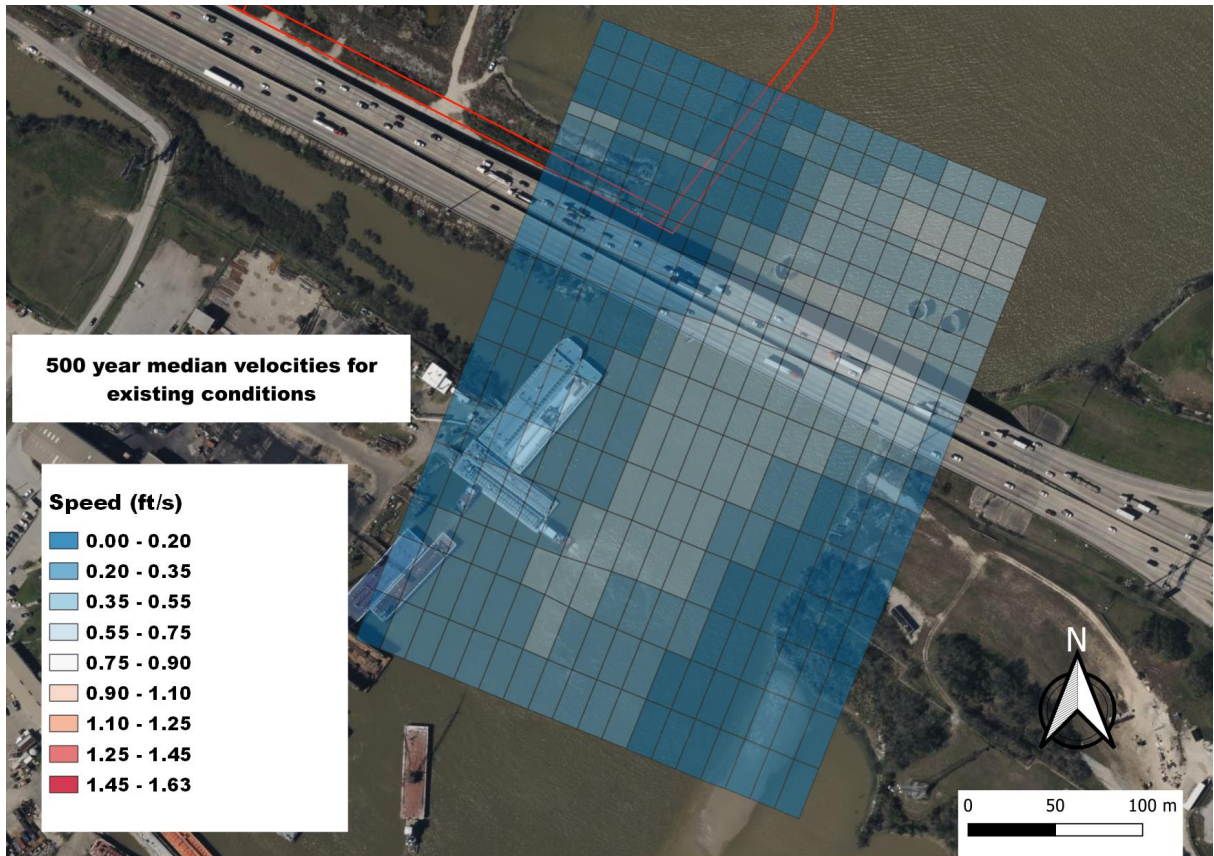 500 year median velocities for
existing conditions
Speed (ft/s)
0.00 - 0.20
0.20 - 0.35
0.35 - 0.55
0.55 - 0.75
0.75 - 0.90
0.90 - 1.10
1.10 - 1.25
1.25 - 1.45
1.45 - 1.63
N
0 50 100 m